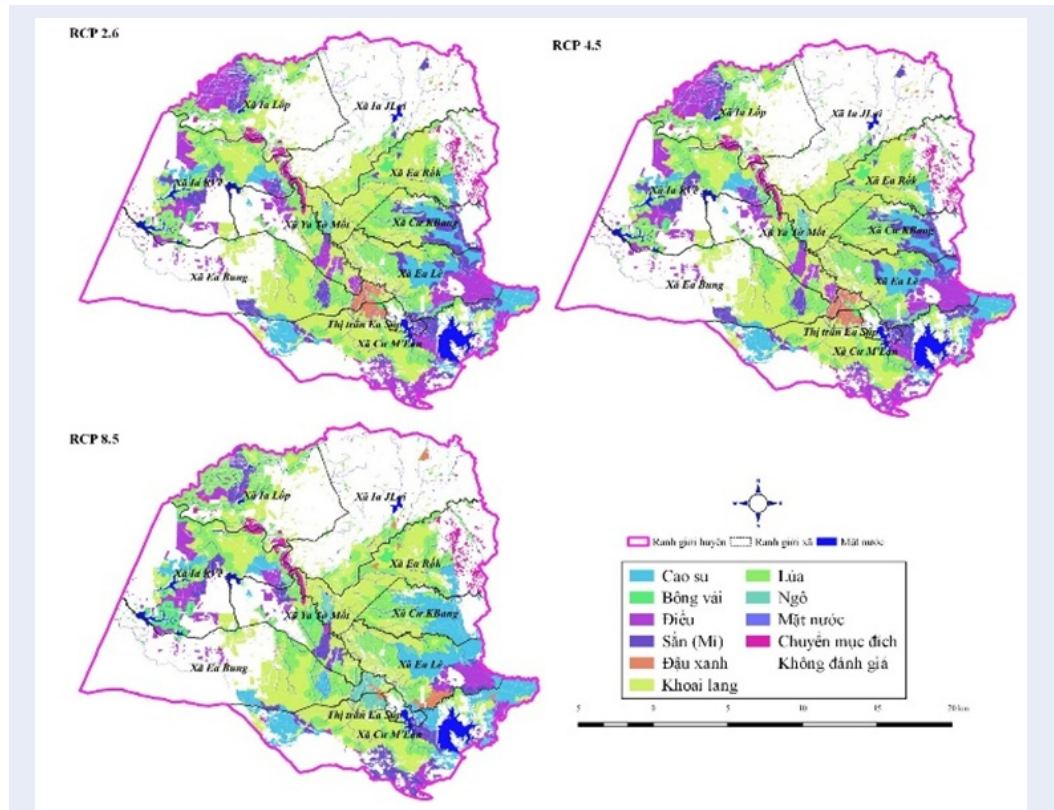 RCP 2.6
Xã Ia Lốp
Xã Ia JLơi
Xã Ea Rốk
Xã Ia RVê
Xã Ya Tờ Mốt
Xã Cư KBang
Xã Ea Bung
Xã Ea Lê
Thị trấn Ea Súp
Xã Cư M'Lan
RCP 4.5
Xã Ia Lốp
Xã Ia JLơi
Xã Ea Rốk
Xã Ia RVê
Xã Ya Tờ Mốt
Xã Cư KBang
Xã Ea Bung
Xã Ea Lê
Thị trấn Ea Súp
Xã Cư M'Lan
RCP 8.5
Xã Ia Lốp
Xã Ia JLơi
Xã Ea Rốk
Xã Ia RVê
Xã Ya Tờ Mốt
Xã Cư KBang
Xã Ea Bung
Xã Ea Lê
Thị trấn Ea Súp
Xã Cư M'Lan
Ranh giới huyện Ranh giới xã Mặt nước
Cao su Lúa
Bông vải Ngô
Điều Mặt nước
Sắn (Mì) Chuyển mục đích
Đậu xanh Không đánh giá
Khoai lang
5 0 5 10 15 20 km